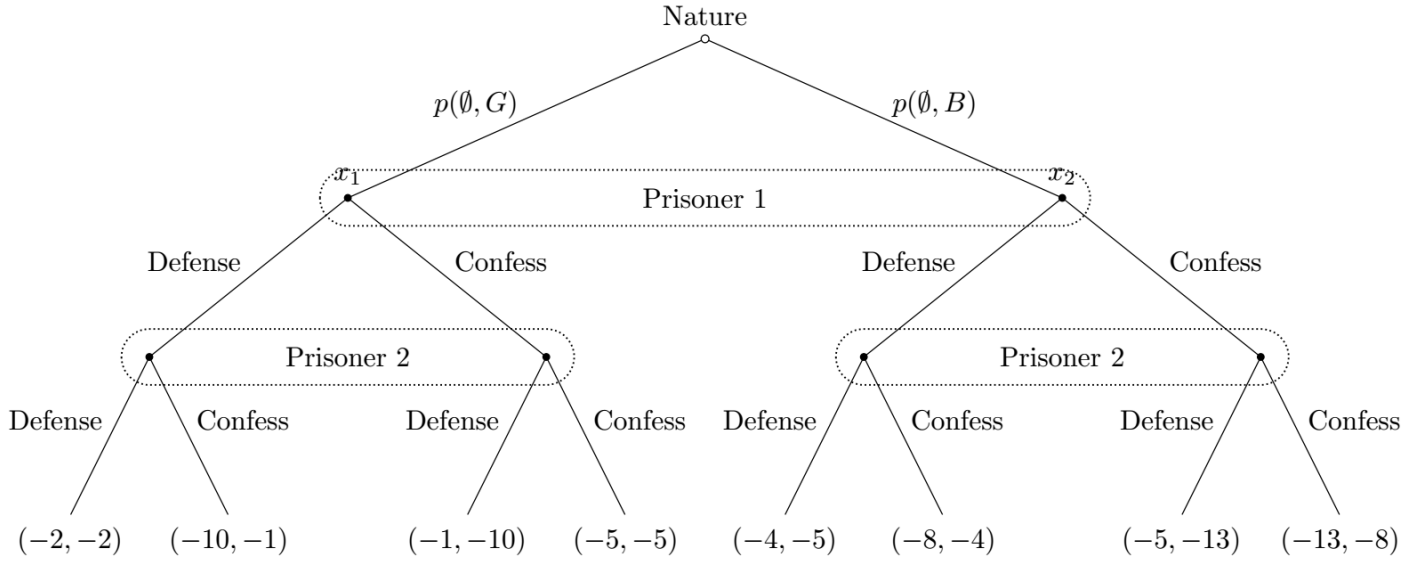 Nature
p(∅, G) p(∅, B)
x₁ Prisoner 1 x₂
Defense Confess Defense Confess
Prisoner 2 Prisoner 2
Defense Confess Defense Confess Defense Confess Defense Confess
(−2, −2) (−10, −1) (−1, −10) (−5, −5) (−4, −5) (−8, −4) (−5, −13) (−13, −8)